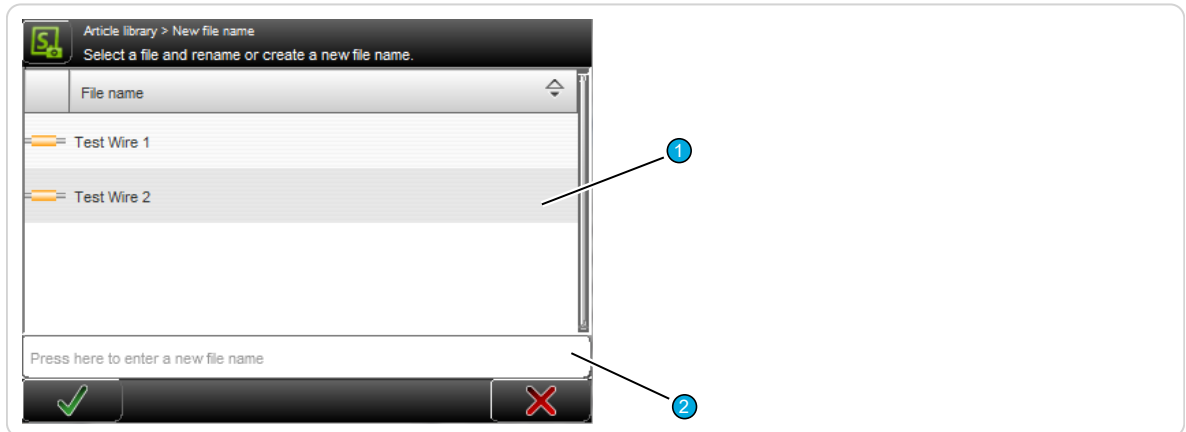 Article library > New file name
Select a file and rename or create a new file name.
File name
Test Wire 1
1
Test Wire 2
Press here to enter a new file name
2